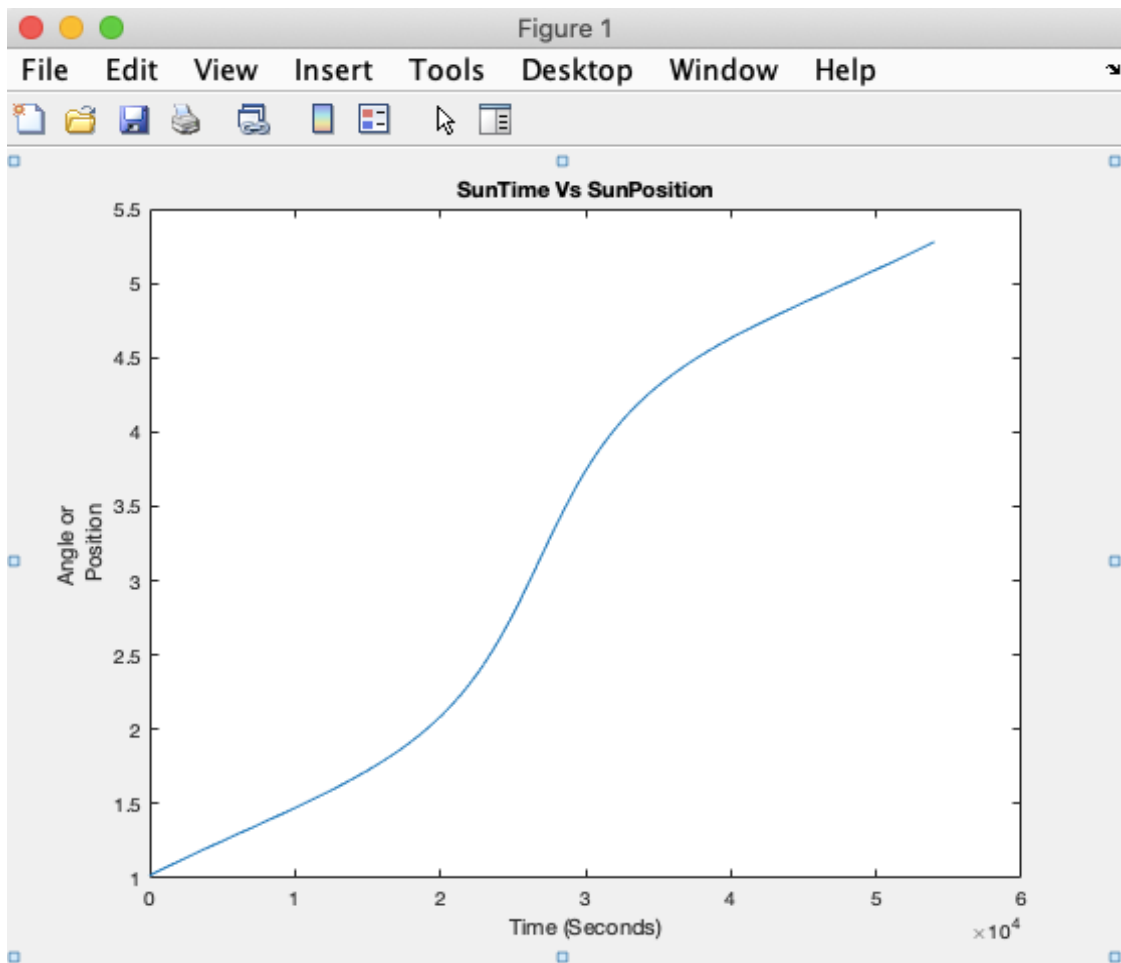 Figure 1
File Edit View Insert Tools Desktop Window Help
SunTime Vs SunPosition
5.5
5
4.5
4
3.5
3
2.5
2
1.5
1
Angle or
Position
0 1 2 3 4 5 6
Time (Seconds)
×10⁴